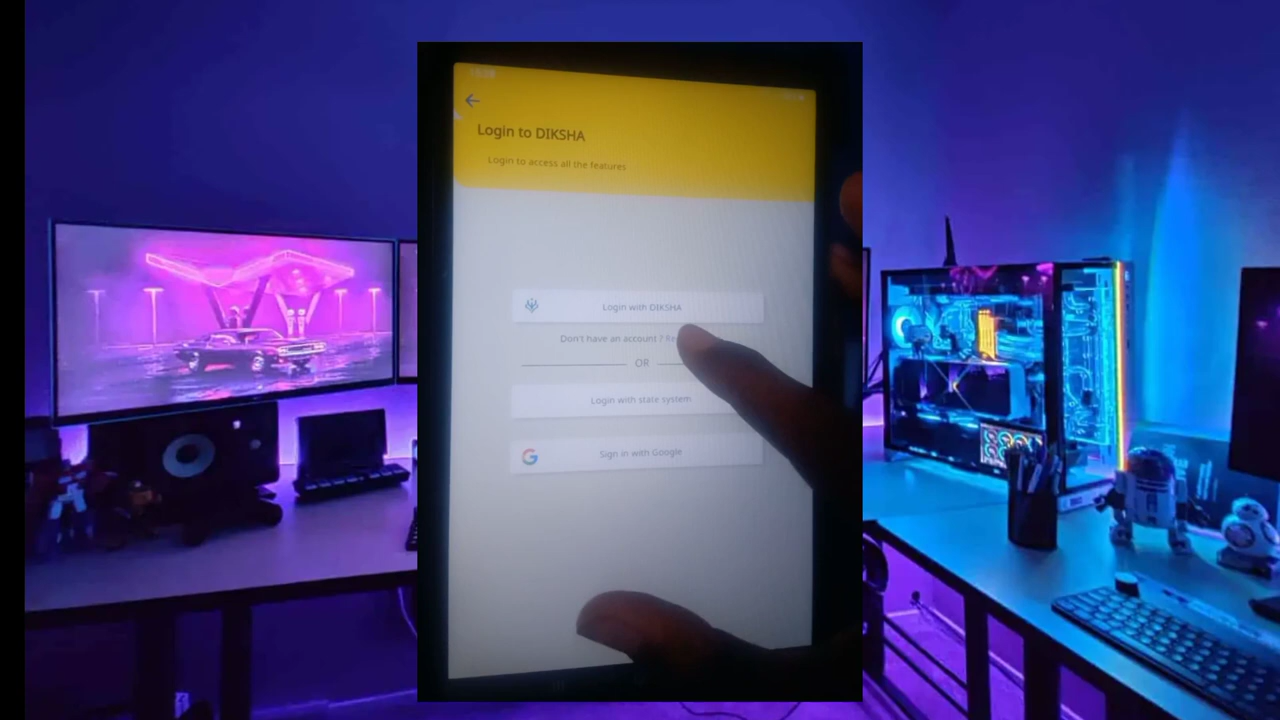 Login to DIKSHA
Login to access all the features
Login with DIKSHA
Don't have an account ?
OR
Login with state system
Sign in with Google